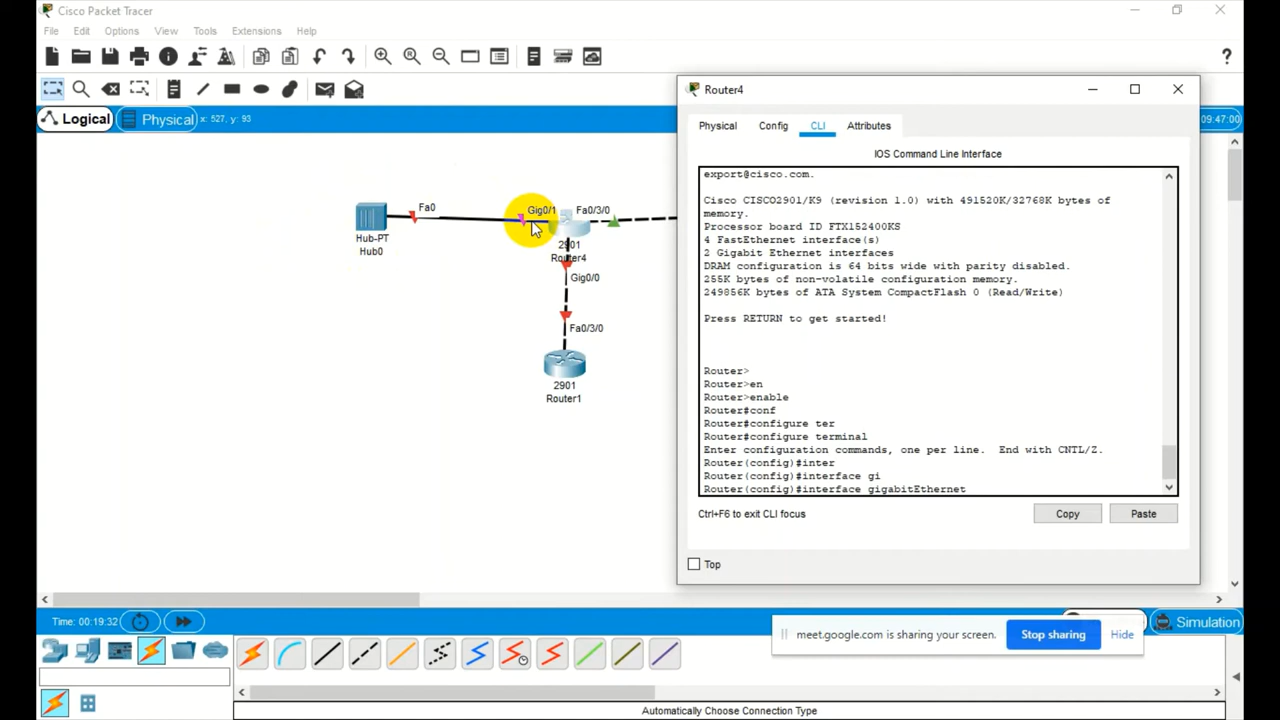 Cisco Packet Tracer
File Edit View Options Tools Extensions Help
Logical
Physical
x: 527, y: 93
09:47:00
Router4
Physical Config CLI Attributes
IOS Command Line Interface
export@cisco.com.
Cisco CISCO2901/K9 (revision 1.0) with 491520K/32768K bytes of
memory.
Processor board ID FTX152400KS
4 FastEthernet interface(s)
2 Gigabit Ethernet interfaces
DRAM configuration is 64 bits wide with parity disabled.
255K bytes of non-volatile configuration memory.
249856K bytes of ATA System CompactFlash 0 (Read/Write)
Press RETURN to get started!
Router>
Router>en
Router>enable
Router#conf
Router#configure ter
Router#configure terminal
Enter configuration commands, one per line. End with CNTL/Z.
Router(config)#inter
Router(config)#interface gi
Router(config)#interface gigabitEthernet
Ctrl+F6 to exit CLI focus
Copy
Paste
Top
Fa0
Gig0/1
Fa0/3/0
Hub-PT
Hub0
2901
Router4
Gig0/0
Fa0/3/0
2901
Router1
Time: 00:19:32
Simulation
meet.google.com is sharing your screen.
Stop sharing
Hide
Automatically Choose Connection Type